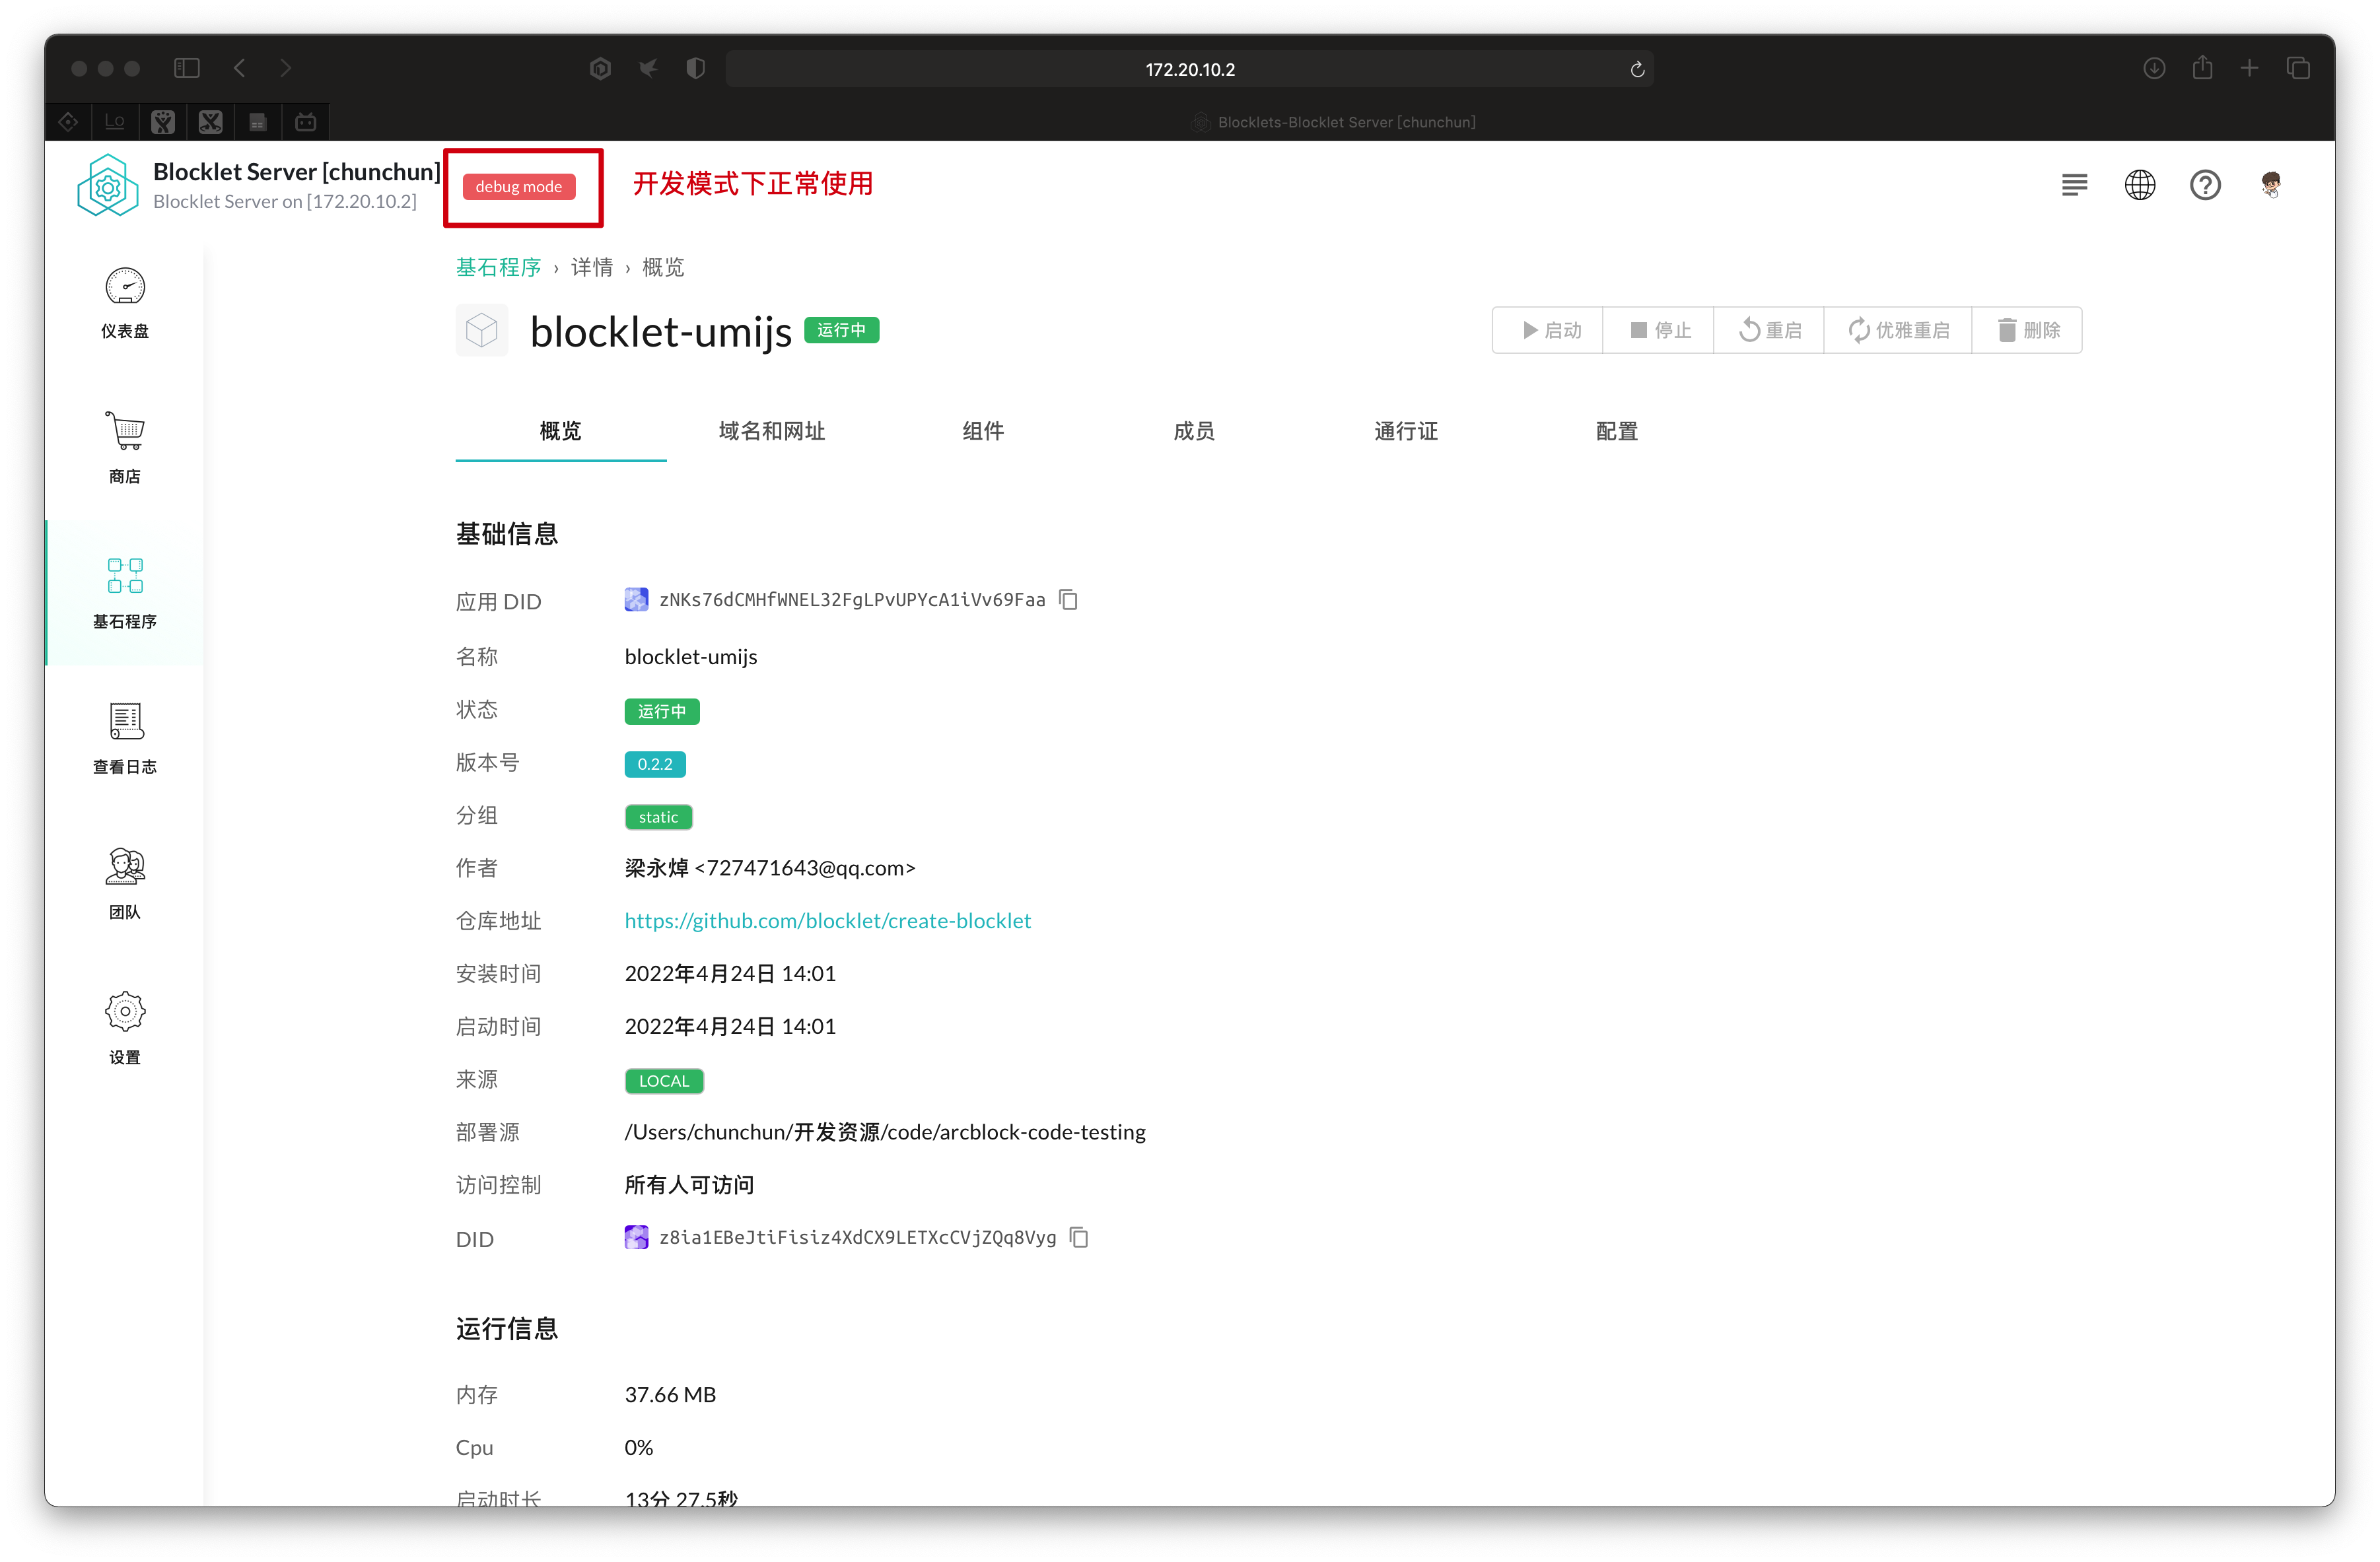 172.20.10.2
Lo
Blocklets-Blocklet Server [chunchun]
Blocklet Server [chunchun]
Blocklet Server on [172.20.10.2]
debug mode
开发模式下正常使用
仪表盘
商店
基石程序
查看日志
团队
设置
基石程序 › 详情 › 概览
blocklet-umijs 运行中
启动 停止 重启 优雅重启 删除
概览 域名和网址 组件 成员 通行证 配置
基础信息
应用 DID zNKs76dCMHfWNEL32FgLPvUPYcA1iVv69Faa
名称 blocklet-umijs
状态 运行中
版本号 0.2.2
分组 static
作者 梁永焯 <727471643@qq.com>
仓库地址 https://github.com/blocklet/create-blocklet
安装时间 2022年4月24日 14:01
启动时间 2022年4月24日 14:01
来源 LOCAL
部署源 /Users/chunchun/开发资源/code/arcblock-code-testing
访问控制 所有人可访问
DID z8ia1EBeJtiFisiz4XdCX9LETXcCVjZQq8Vyg
运行信息
内存 37.66 MB
Cpu 0%
启动时长 13分 27.5秒